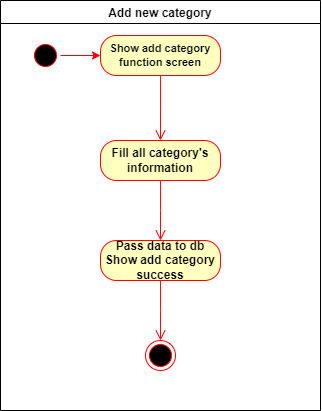 Add new category
Show add category
function screen
Fill all category's
information
Pass data to db
Show add category
success